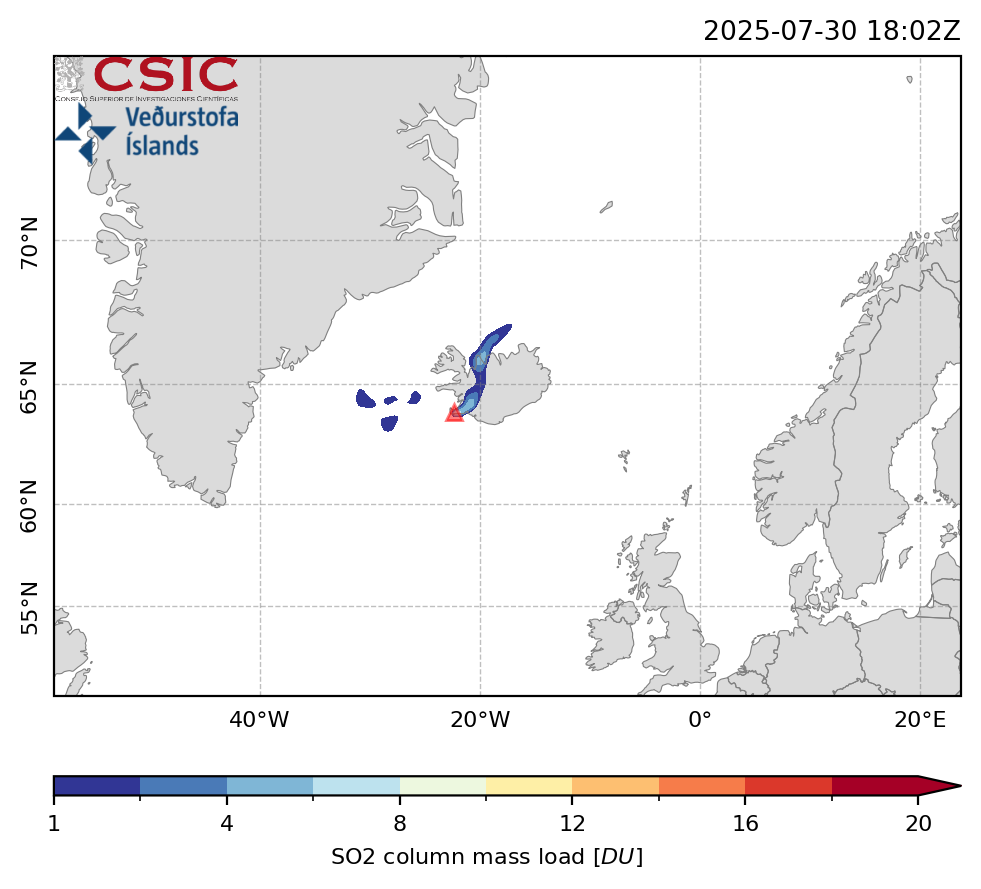 2025-07-30 18:02Z
CSIC
CONSEJO SUPERIOR DE INVESTIGACIONES CIENTÍFICAS
Veðurstofa
Íslands
70°N
65°N
60°N
55°N
40°W 20°W 0° 20°E
1 4 8 12 16 20
SO2 column mass load [DU]